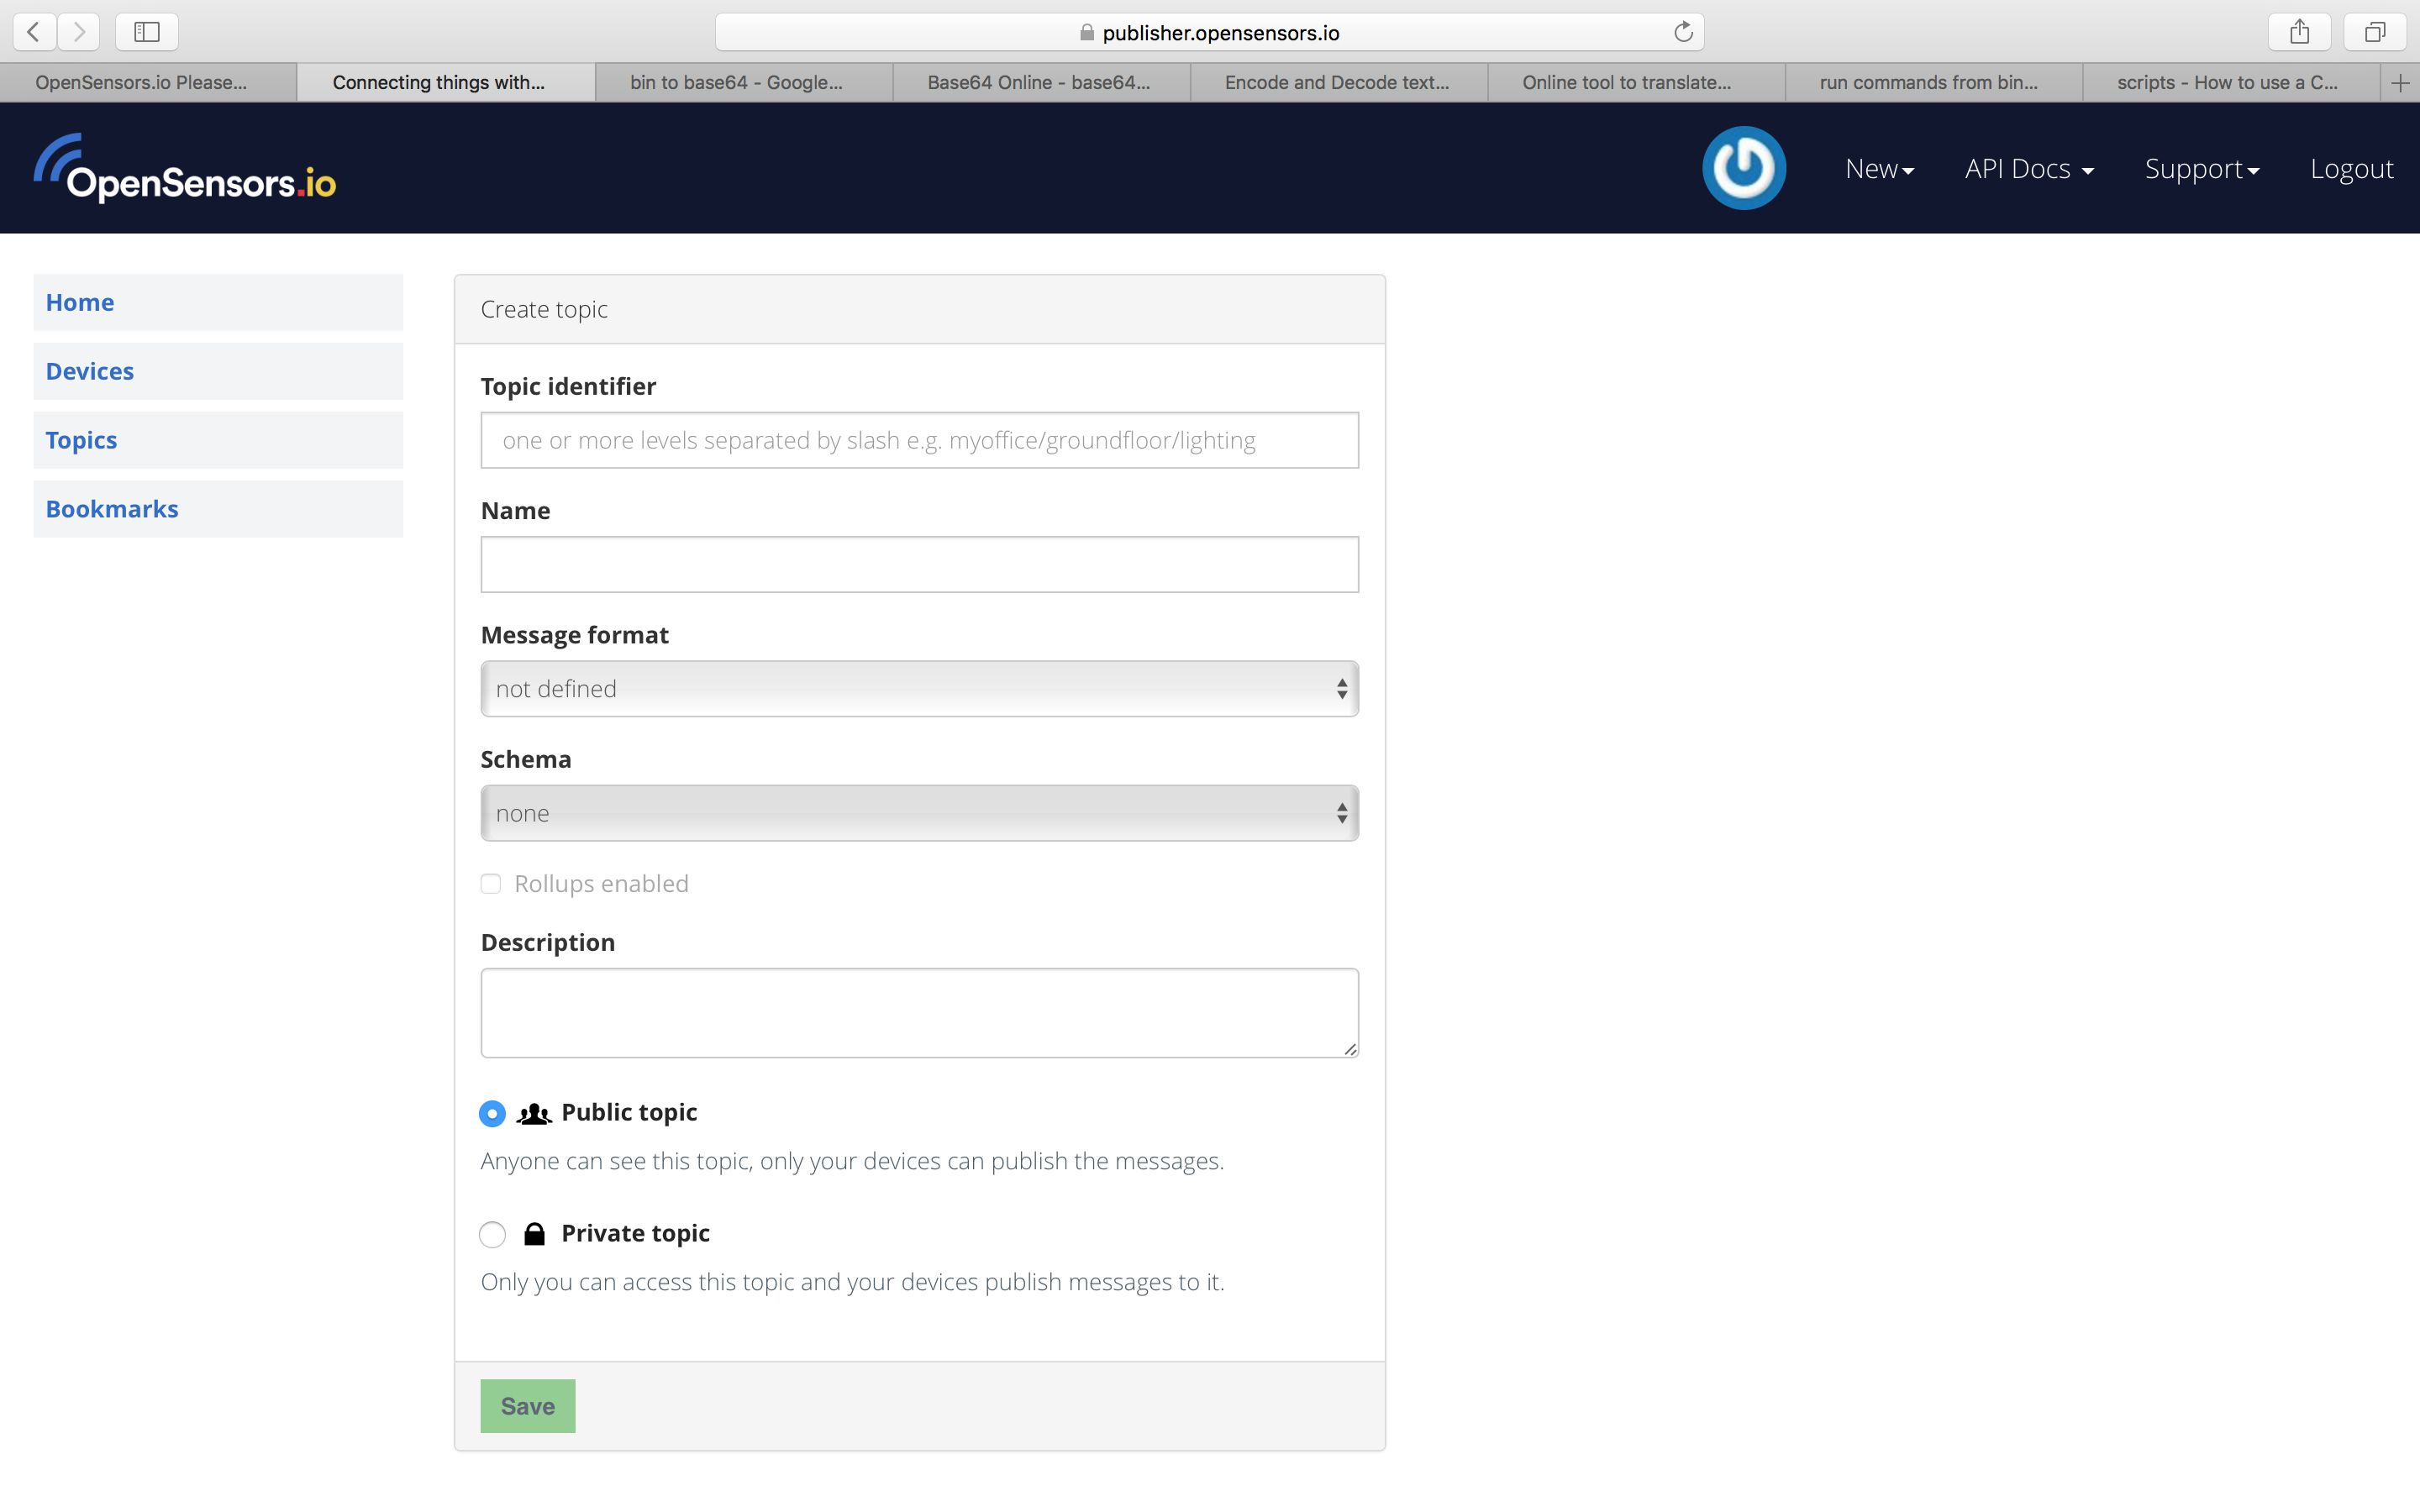 publisher.opensensors.io
OpenSensors.io Please...
Connecting things with...
bin to base64 - Google...
Base64 Online - base64...
Encode and Decode text...
Online tool to translate...
run commands from bin...
scripts - How to use a C...
OpenSensors.io
New
API Docs
Support
Logout
Home
Devices
Topics
Bookmarks
Create topic
Topic identifier
one or more levels separated by slash e.g. myoffice/groundfloor/lighting
Name
Message format
not defined
Schema
none
Rollups enabled
Description
Public topic
Anyone can see this topic, only your devices can publish the messages.
Private topic
Only you can access this topic and your devices publish messages to it.
Save